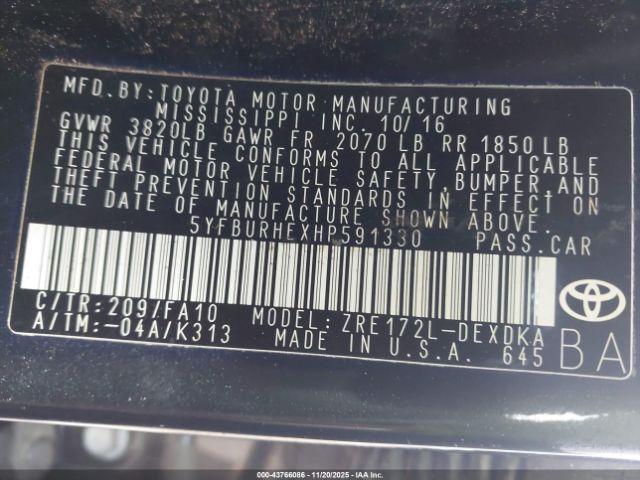 MFD.BY:TOYOTA MOTOR MANUFACTURING
MISSISSIPPI INC. 10/16
GVWR 3820LB GAWR FR 2070 LB RR 1850 LB
THIS VEHICLE CONFORMS TO ALL APPLICABLE
FEDERAL MOTOR VEHICLE SAFETY,BUMPER,AND
THEFT PREVENTION STANDARDS IN EFFECT ON
THE DATE OF MANUFACTURE SHOWN ABOVE.
5YFBURHEXHP591330 PASS.CAR
C/TR:209/FA10 MODEL:ZRE172L-DEXDKA
A/TM:-04A/K313 MADE IN U.S.A. 645 BA
000-43766086 - 11/20/2025 - IAA